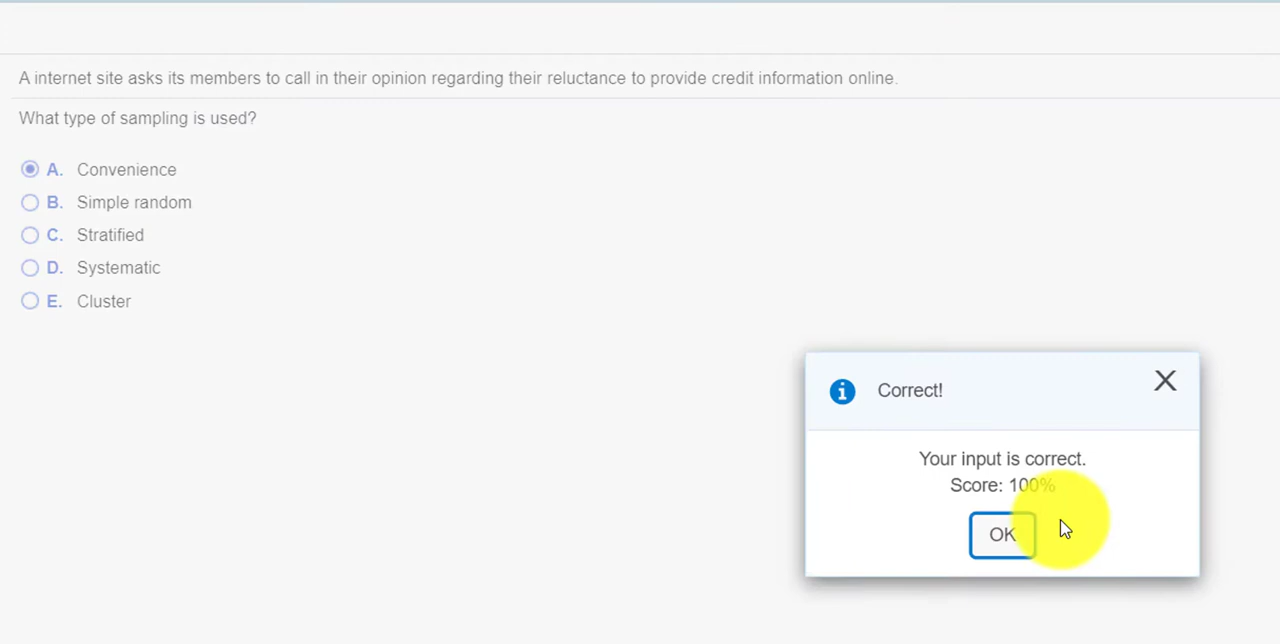 A internet site asks its members to call in their opinion regarding their reluctance to provide credit information online.
What type of sampling is used?
A. Convenience
B. Simple random
C. Stratified
D. Systematic
E. Cluster
Correct!
Your input is correct.
Score: 100%
OK